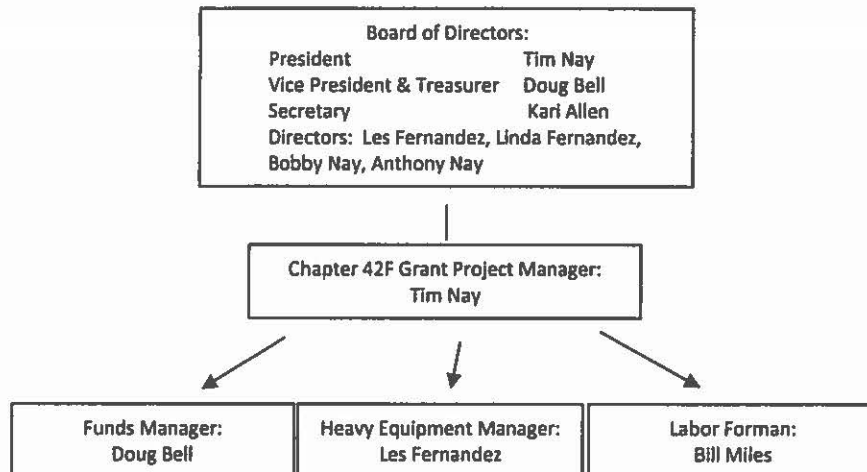 Board of Directors:
President Tim Nay
Vice President & Treasurer Doug Bell
Secretary Kari Allen
Directors: Les Fernandez, Linda Fernandez,
Bobby Nay, Anthony Nay
Chapter 42F Grant Project Manager:
Tim Nay
Funds Manager:
Doug Bell
Heavy Equipment Manager:
Les Fernandez
Labor Forman:
Bill Miles